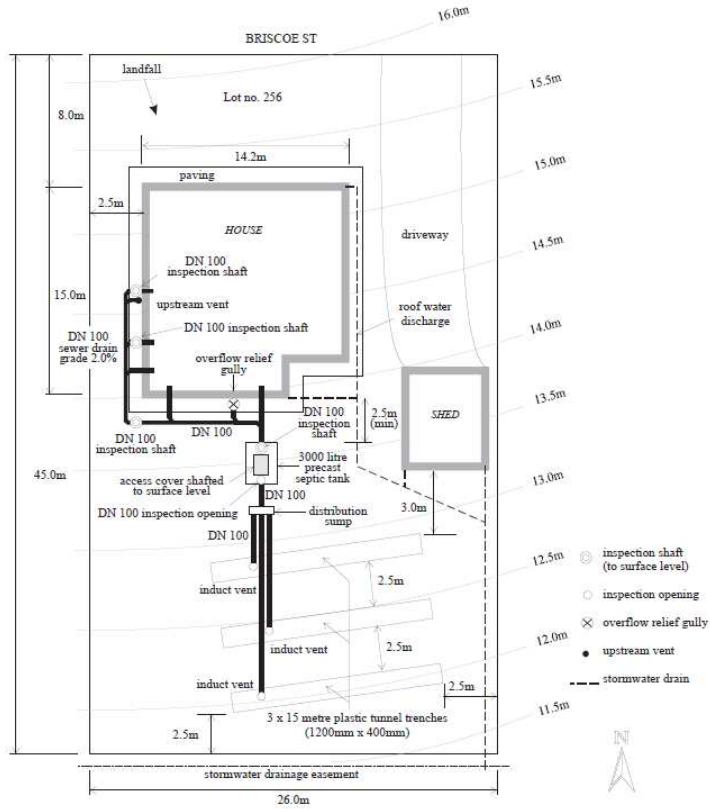 16.0m
BRISCOE ST
landfall
Lot no. 256
15.5m
8.0m
14.2m
15.0m
paving
2.5m
HOUSE
driveway
14.5m
DN 100
inspection shaft
15.0m
upstream vent
roof water
discharge
14.0m
DN 100
sewer drain
grade 2.0%
DN 100 inspection shaft
overflow relief
gully
13.5m
DN 100
inspection
shaft
2.5m
(min)
SHED
DN 100
inspection shaft
DN 100
45.0m
3000 litre
precast
septic tank
access cover shafted
to surface level
13.0m
DN 100
DN 100 inspection opening
distribution
sump
3.0m
DN 100
12.5m
inspection shaft
(to surface level)
induct vent
2.5m
inspection opening
12.0m
overflow relief gully
induct vent
2.5m
upstream vent
induct vent
2.5m
stormwater drain
11.5m
2.5m
3 x 15 metre plastic tunnel trenches
(1200mm x 400mm)
N
stormwater drainage easement
26.0m